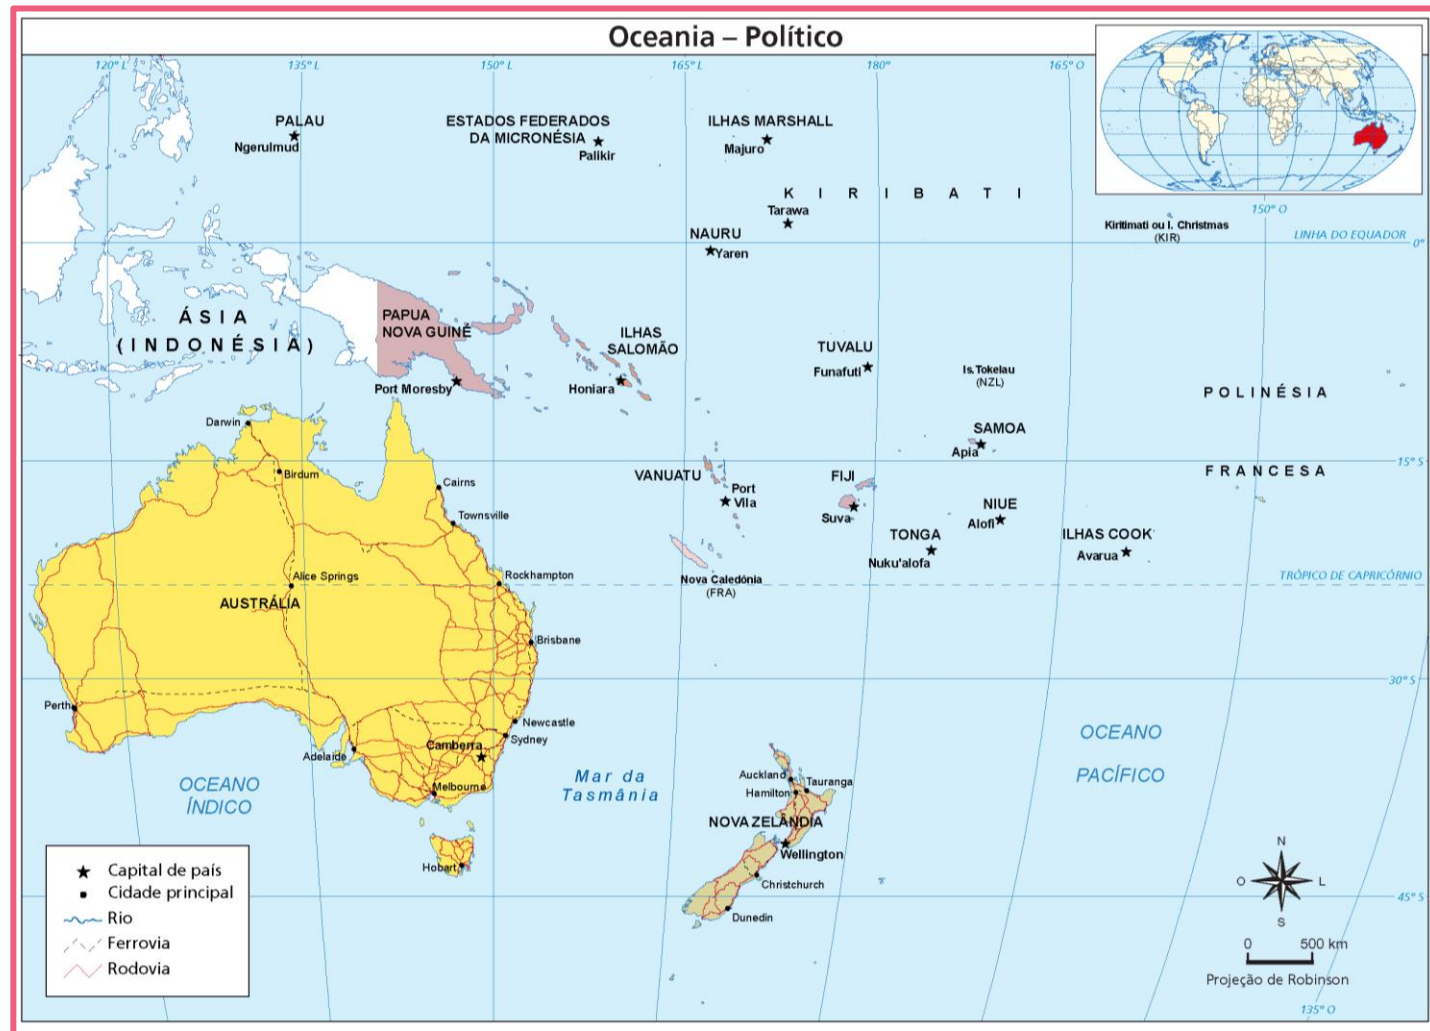 Oceania – Político
120° L
135° L
150° L
165° L
180°
165° O
150° O
PALAU
Ngerulmud
ESTADOS FEDERADOS
DA MICRONÉSIA
Palikir
ILHAS MARSHALL
Majuro
KIRIBATI
Tarawa
NAURU
Yaren
Kiritimati ou I. Christmas
(KIR)
LINHA DO EQUADOR
0°
ÁSIA
(INDONÉSIA)
PAPUA
NOVA GUINÉ
Port Moresby
ILHAS
SALOMÃO
Honiara
TUVALU
Funafuti
Is. Tokelau
(NZL)
POLINÉSIA
FRANCESA
SAMOA
Apia
15° S
VANUATU
Port
Vila
FIJI
Suva
NIUE
Alofi
TONGA
Nuku'alofa
ILHAS COOK
Avarua
Nova Caledônia
(FRA)
TRÓPICO DE CAPRICÓRNIO
Darwin
Birdum
Cairns
Townsville
Alice Springs
Rockhampton
AUSTRÁLIA
Brisbane
30° S
Perth
Newcastle
Sydney
Camberra
Adelaide
Melbourne
Hobart
OCEANO
ÍNDICO
Mar da
Tasmânia
OCEANO
PACÍFICO
Auckland
Tauranga
Hamilton
NOVA ZELÂNDIA
Wellington
Christchurch
Dunedin
45° S
Capital de país
Cidade principal
Rio
Ferrovia
Rodovia
N
O
L
S
0 500 km
Projeção de Robinson
135° O